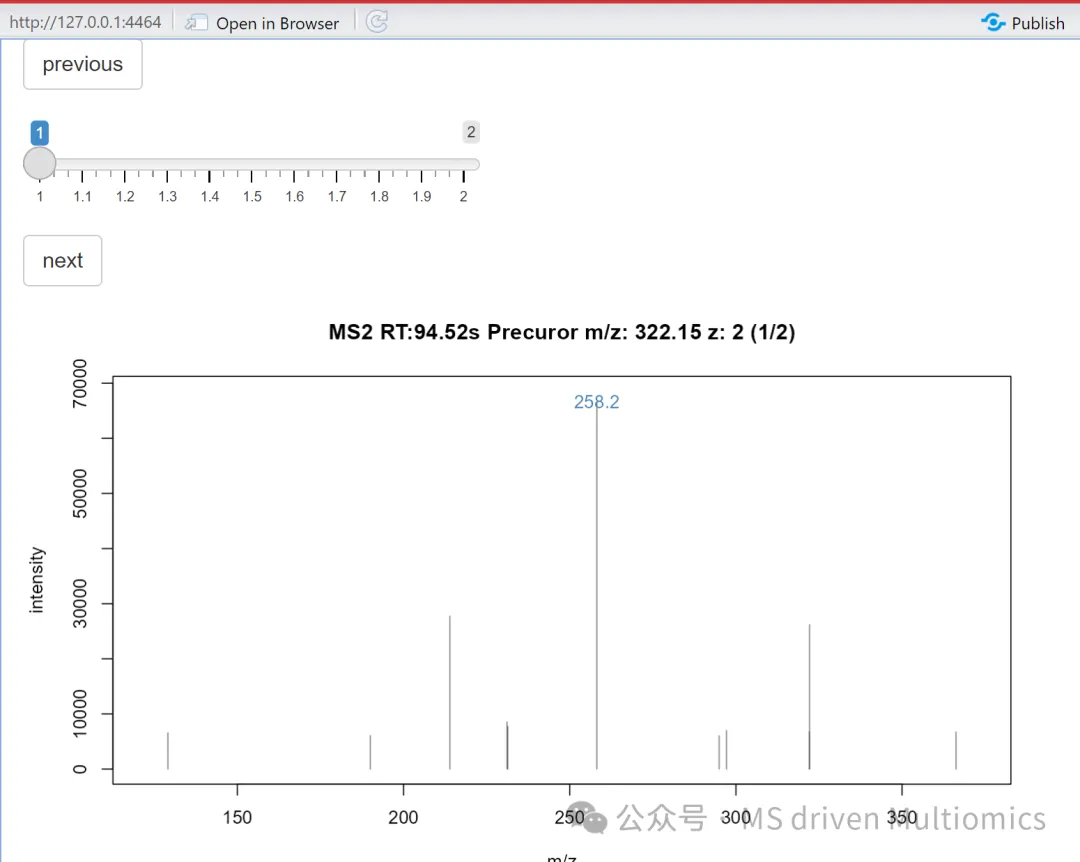 http://127.0.0.1:4464 Open in Browser Publish
previous
1 2
1 1.1 1.2 1.3 1.4 1.5 1.6 1.7 1.8 1.9 2
next
MS2 RT:94.52s Precuror m/z: 322.15 z: 2 (1/2)
258.2
70000
50000
30000
10000
0
intensity
150 200 250 300 350
公众号 · MS driven Multiomics
m/z